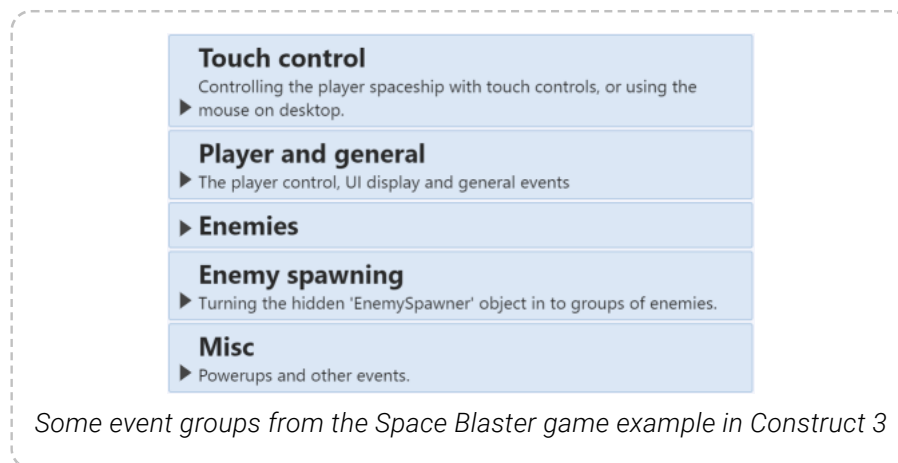 Touch control
Controlling the player spaceship with touch controls, or using the
mouse on desktop.
Player and general
The player control, UI display and general events
Enemies
Enemy spawning
Turning the hidden 'EnemySpawner' object in to groups of enemies.
Misc
Powerups and other events.
Some event groups from the Space Blaster game example in Construct 3